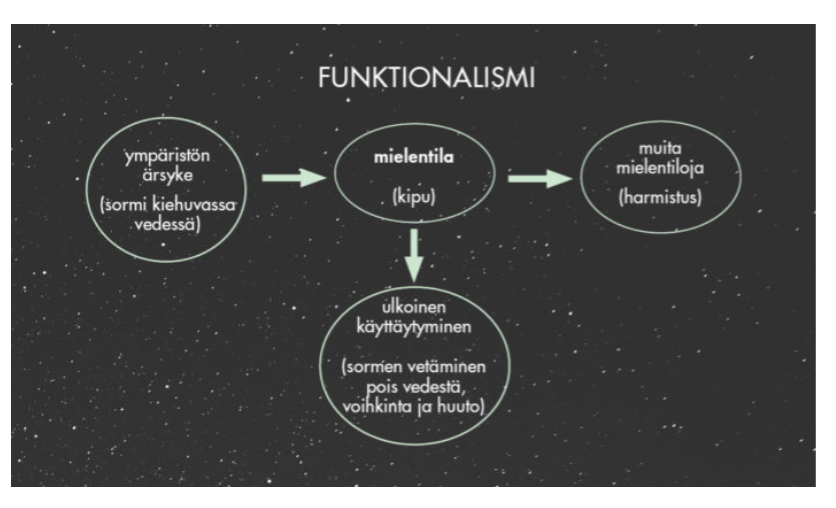 FUNKTIONALISMI
ympäristön
ärsyke
(sormi kiehuvassa
vedessä)
mielentila
(kipu)
muita
mielentiloja
(harmistus)
ulkoinen
käyttäytyminen
(sormien vetäminen
pois vedestä,
voihkinta ja huuto)